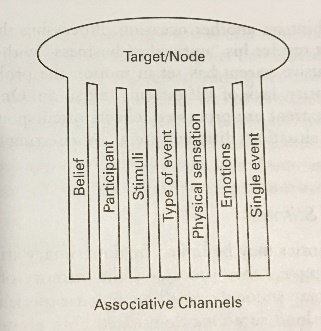 Target/Node
Belief
Participant
Stimuli
Type of event
Physical sensation
Emotions
Single event
Associative Channels